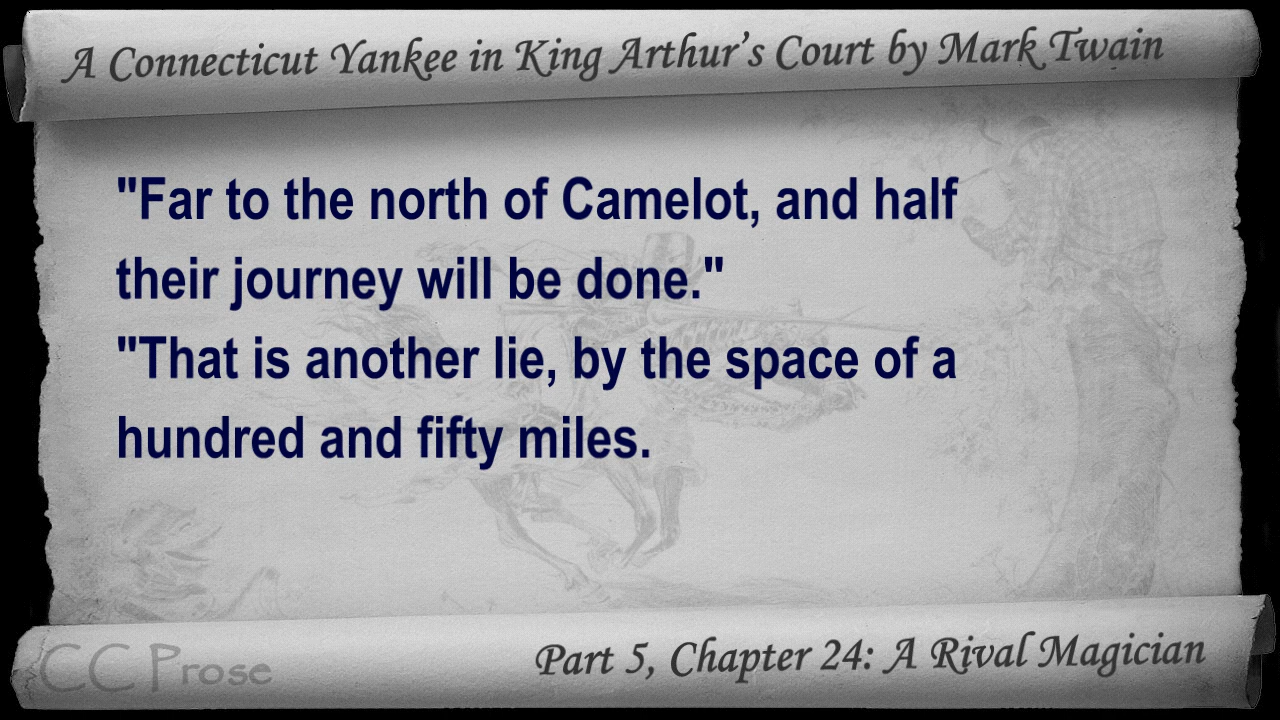 A Connecticut Yankee in King Arthur's Court by Mark Twain
"Far to the north of Camelot, and half
their journey will be done."
"That is another lie, by the space of a
hundred and fifty miles.
CC Prose
Part 5, Chapter 24: A Rival Magician